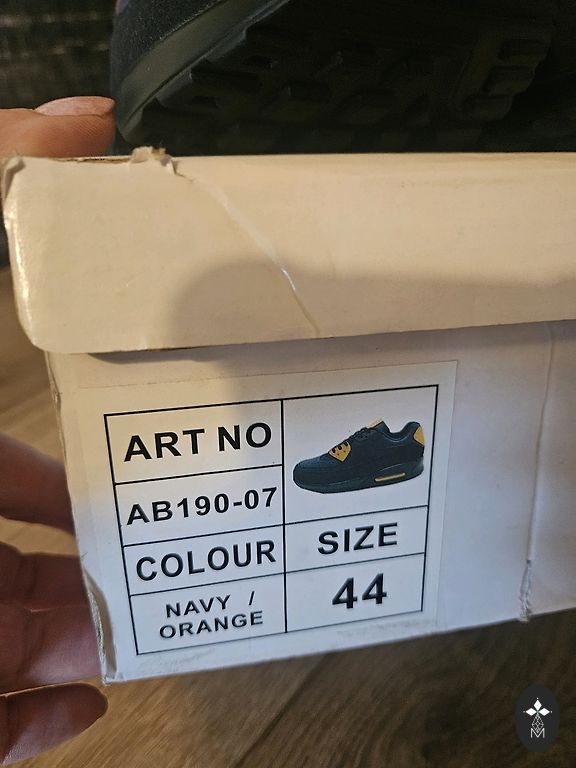 ART NO
AB190-07
COLOUR
NAVY /
ORANGE
SIZE
44